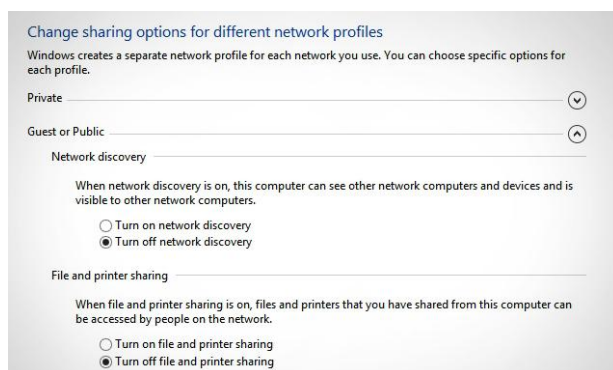 Change sharing options for different network profiles
Windows creates a separate network profile for each network you use. You can choose specific options for
each profile.
Private
Guest or Public
Network discovery
When network discovery is on, this computer can see other network computers and devices and is
visible to other network computers.
Turn on network discovery
Turn off network discovery
File and printer sharing
When file and printer sharing is on, files and printers that you have shared from this computer can
be accessed by people on the network.
Turn on file and printer sharing
Turn off file and printer sharing